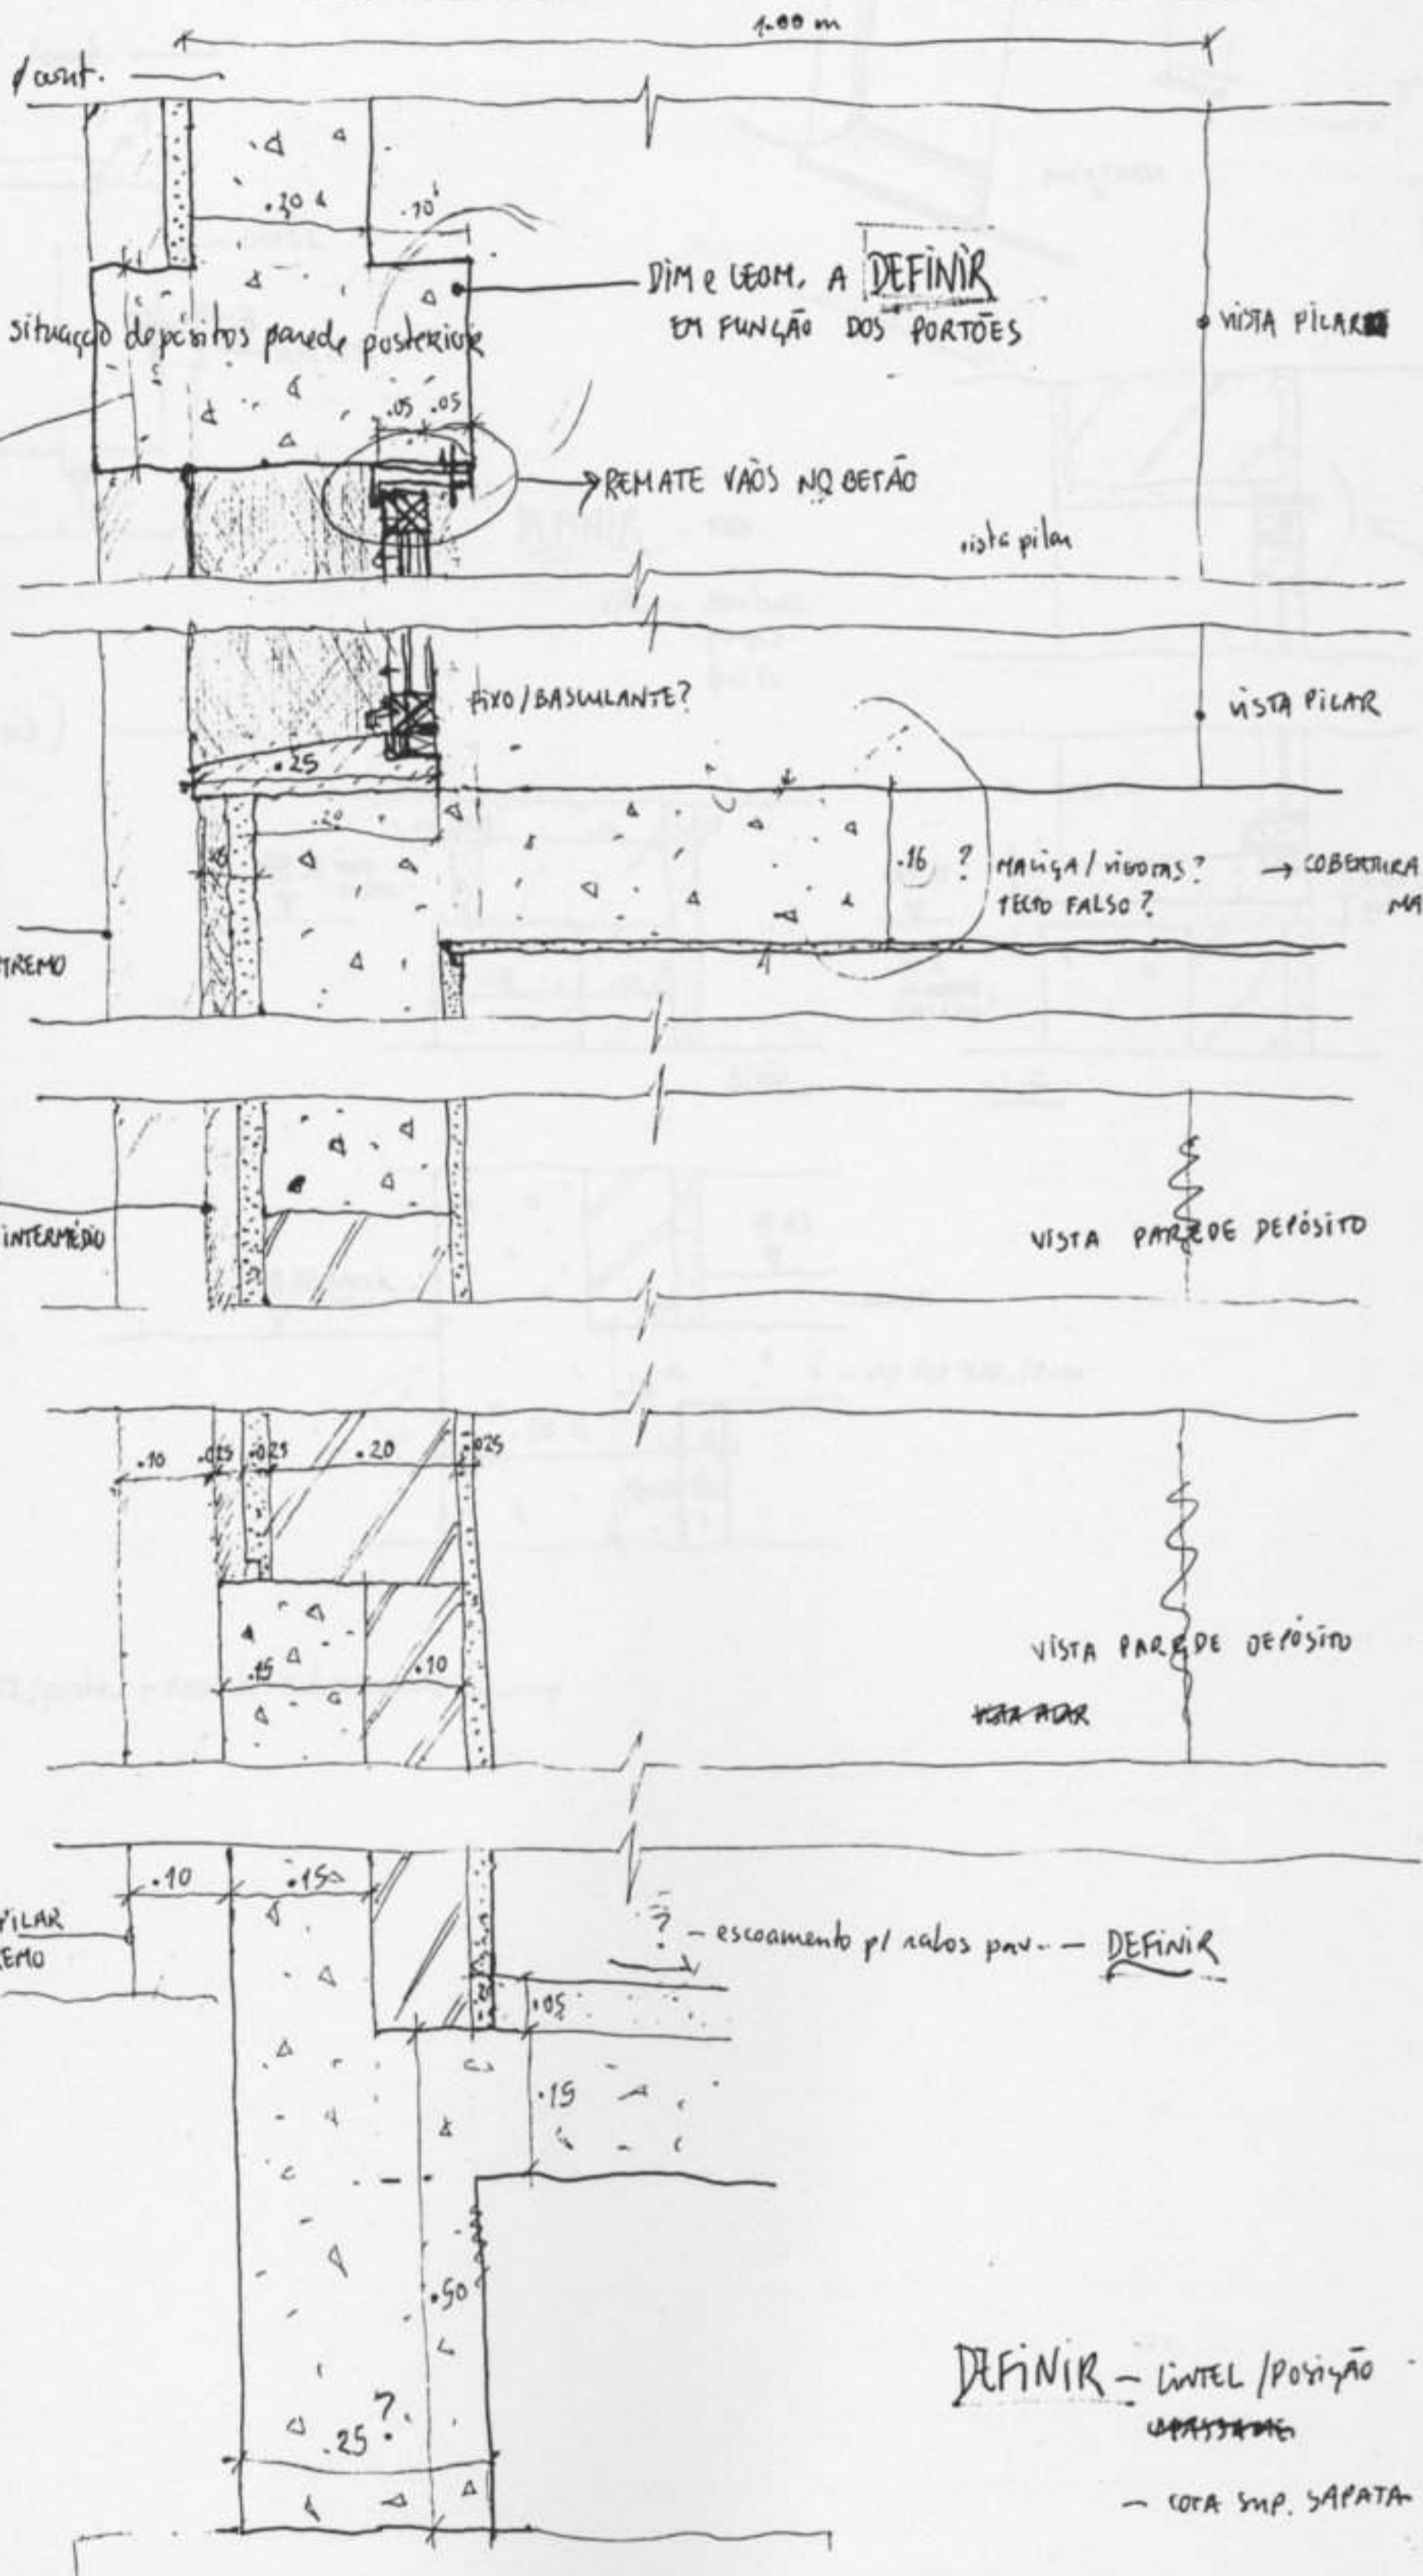 1.00 m
p/ cont.
.20
.10
DIM e GEOM. A DEFINIR
EM FUNÇÃO DOS PORTÕES
VISTA PILAR
situação depósitos parede posterior
.05 .05
REMATE VÃOS NO BETÃO
vista pilar
FIXO/BASCULANTE?
VISTA PILAR
.25
.20
.16 ?
MACIÇA/VIGOTAS? → COBERTURA
TECTO FALSO?
MA
TREMO
INTERMÉDIO
VISTA PAREDE DEPÓSITO
.10 .025 .025 .20 .025
.15 .10
VISTA PAREDE DEPÓSITO
.10 .15
PILAR
EMO
? - escoamento p/ ralos pav. - DEFINIR
.05
.15
.50
.25 ?
DEFINIR - LINTEL/POSIÇÃO
- COTA SUP. SAPATA